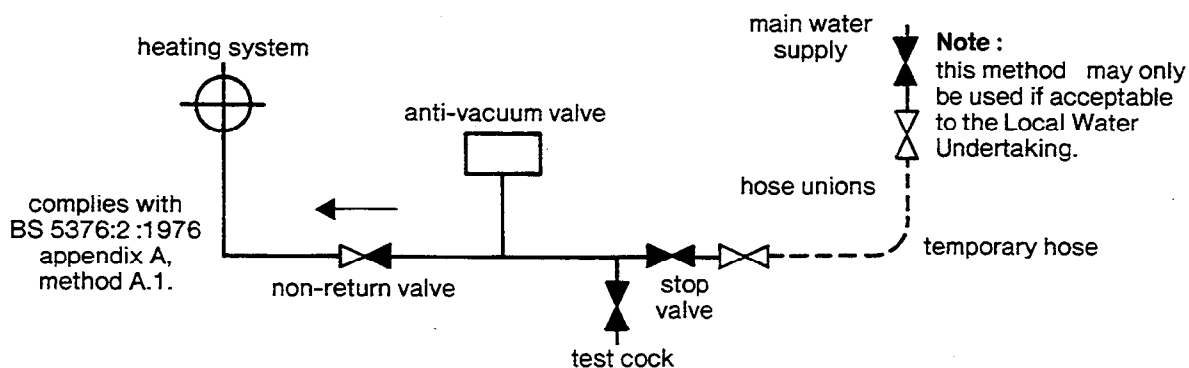 main water
supply
Note :
this method may only
be used if acceptable
to the Local Water
Undertaking.
heating system
anti-vacuum valve
hose unions
complies with
BS 5376:2 :1976
appendix A,
method A.1.
temporary hose
non-return valve
stop
valve
test cock